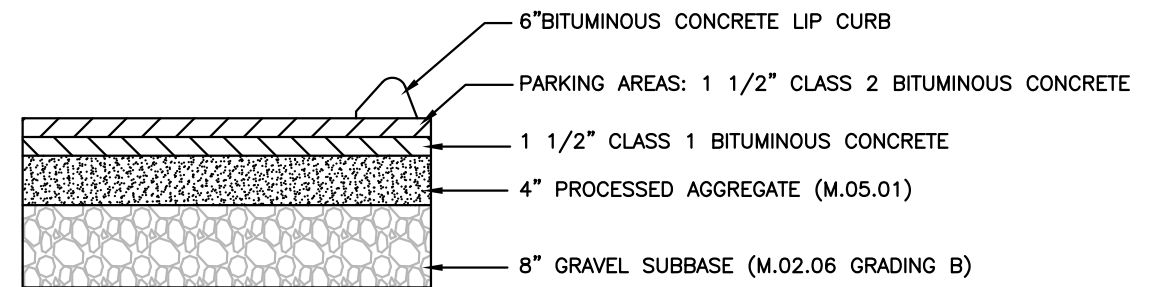 6”BITUMINOUS CONCRETE LIP CURB
PARKING AREAS: 1 1/2” CLASS 2 BITUMINOUS CONCRETE
1 1/2” CLASS 1 BITUMINOUS CONCRETE
4” PROCESSED AGGREGATE (M.05.01)
8” GRAVEL SUBBASE (M.02.06 GRADING B)